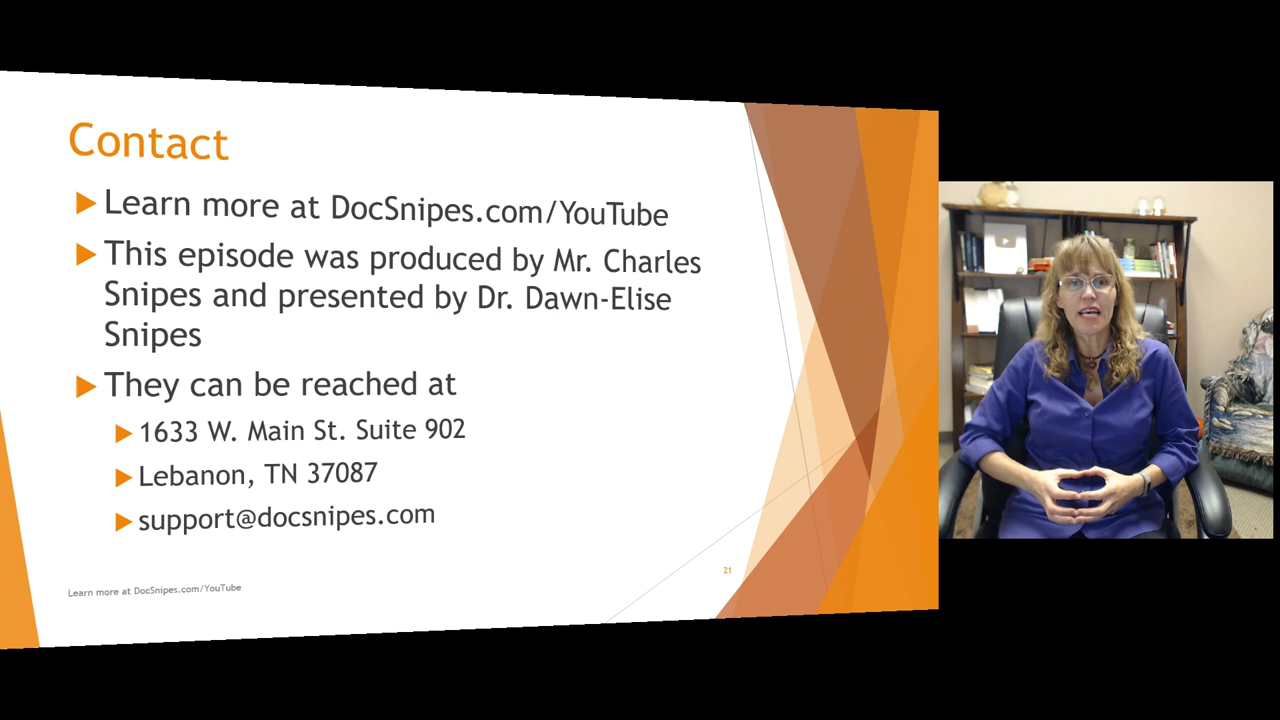 Contact
Learn more at DocSnipes.com/YouTube
This episode was produced by Mr. Charles
Snipes and presented by Dr. Dawn-Elise
Snipes
They can be reached at
1633 W. Main St. Suite 902
Lebanon, TN 37087
support@docsnipes.com
21
Learn more at DocSnipes.com/YouTube